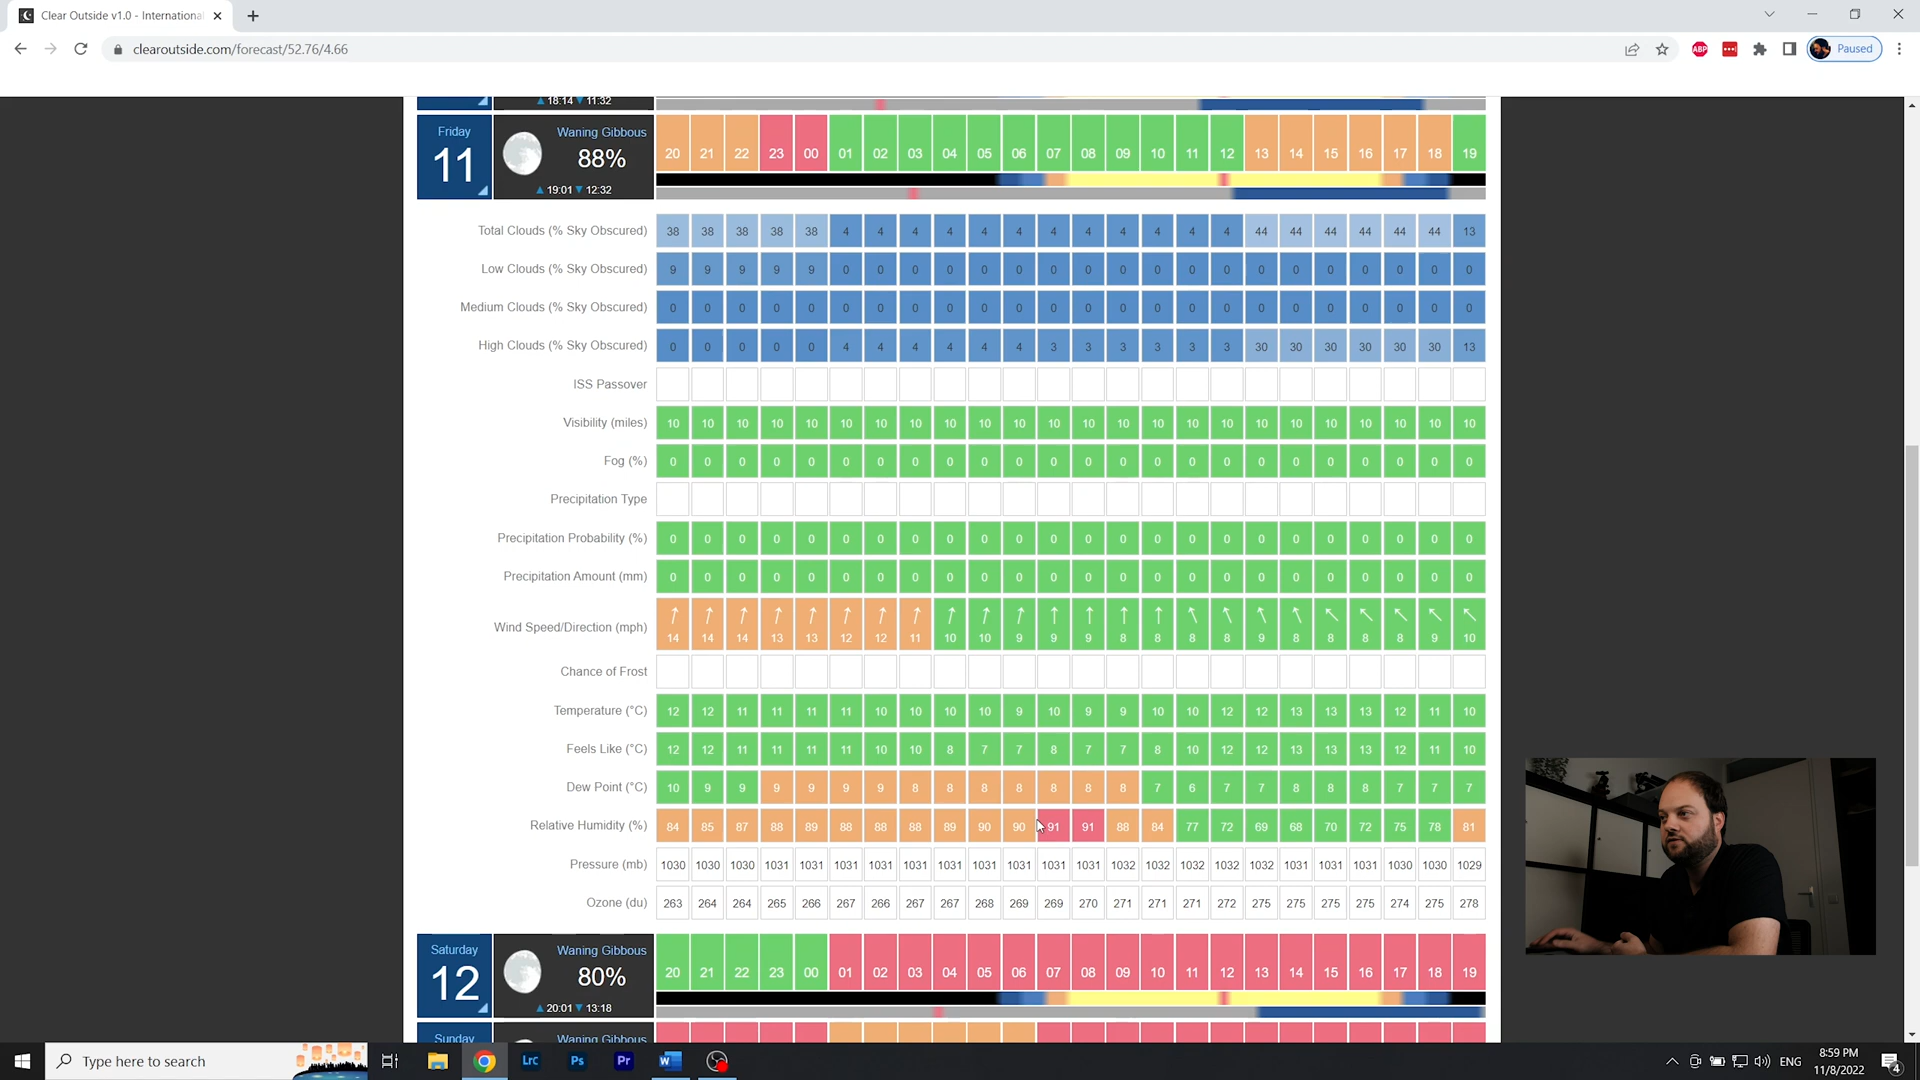 Clear Outside v1.0 - International
clearoutside.com/forecast/52.76/4.66
ABP
Paused
18:14 11:32
Friday
11
Waning Gibbous
88%
19:01 12:32
20 21 22 23 00 01 02 03 04 05 06 07 08 09 10 11 12 13 14 15 16 17 18 19
Total Clouds (% Sky Obscured) 38 38 38 38 38 4 4 4 4 4 4 4 4 4 4 4 4 44 44 44 44 44 44 13
Low Clouds (% Sky Obscured) 9 9 9 9 9 0 0 0 0 0 0 0 0 0 0 0 0 0 0 0 0 0 0 0
Medium Clouds (% Sky Obscured) 0 0 0 0 0 0 0 0 0 0 0 0 0 0 0 0 0 0 0 0 0 0 0 0
High Clouds (% Sky Obscured) 0 0 0 0 0 4 4 4 4 4 4 3 3 3 3 3 3 30 30 30 30 30 30 13
ISS Passover
Visibility (miles) 10 10 10 10 10 10 10 10 10 10 10 10 10 10 10 10 10 10 10 10 10 10 10 10
Fog (%) 0 0 0 0 0 0 0 0 0 0 0 0 0 0 0 0 0 0 0 0 0 0 0 0
Precipitation Type
Precipitation Probability (%) 0 0 0 0 0 0 0 0 0 0 0 0 0 0 0 0 0 0 0 0 0 0 0 0
Precipitation Amount (mm) 0 0 0 0 0 0 0 0 0 0 0 0 0 0 0 0 0 0 0 0 0 0 0 0
Wind Speed/Direction (mph) 14 14 14 13 13 12 12 11 10 10 9 9 9 8 8 8 8 9 8 8 8 8 9 10
Chance of Frost
Temperature (°C) 12 12 11 11 11 11 10 10 10 10 9 10 9 9 10 10 12 12 13 13 13 12 11 10
Feels Like (°C) 12 12 11 11 11 11 10 10 8 7 7 8 7 7 8 10 12 12 13 13 13 12 11 10
Dew Point (°C) 10 9 9 9 9 9 9 8 8 8 8 8 8 8 7 6 7 7 8 8 8 7 7 7
Relative Humidity (%) 84 85 87 88 89 88 88 88 89 90 90 91 91 88 84 77 72 69 68 70 72 75 78 81
Pressure (mb) 1030 1030 1030 1031 1031 1031 1031 1031 1031 1031 1031 1031 1031 1032 1032 1032 1032 1032 1031 1031 1031 1030 1030 1029
Ozone (du) 263 264 264 265 266 267 266 267 267 268 269 269 270 271 271 271 272 275 275 275 275 274 275 278
Saturday
12
Waning Gibbous
80%
20:01 13:18
20 21 22 23 00 01 02 03 04 05 06 07 08 09 10 11 12 13 14 15 16 17 18 19
Sunday
Waning Gibbous
Type here to search
Lrc
Ps
Pr
W
ENG
8:59 PM
11/8/2022
4